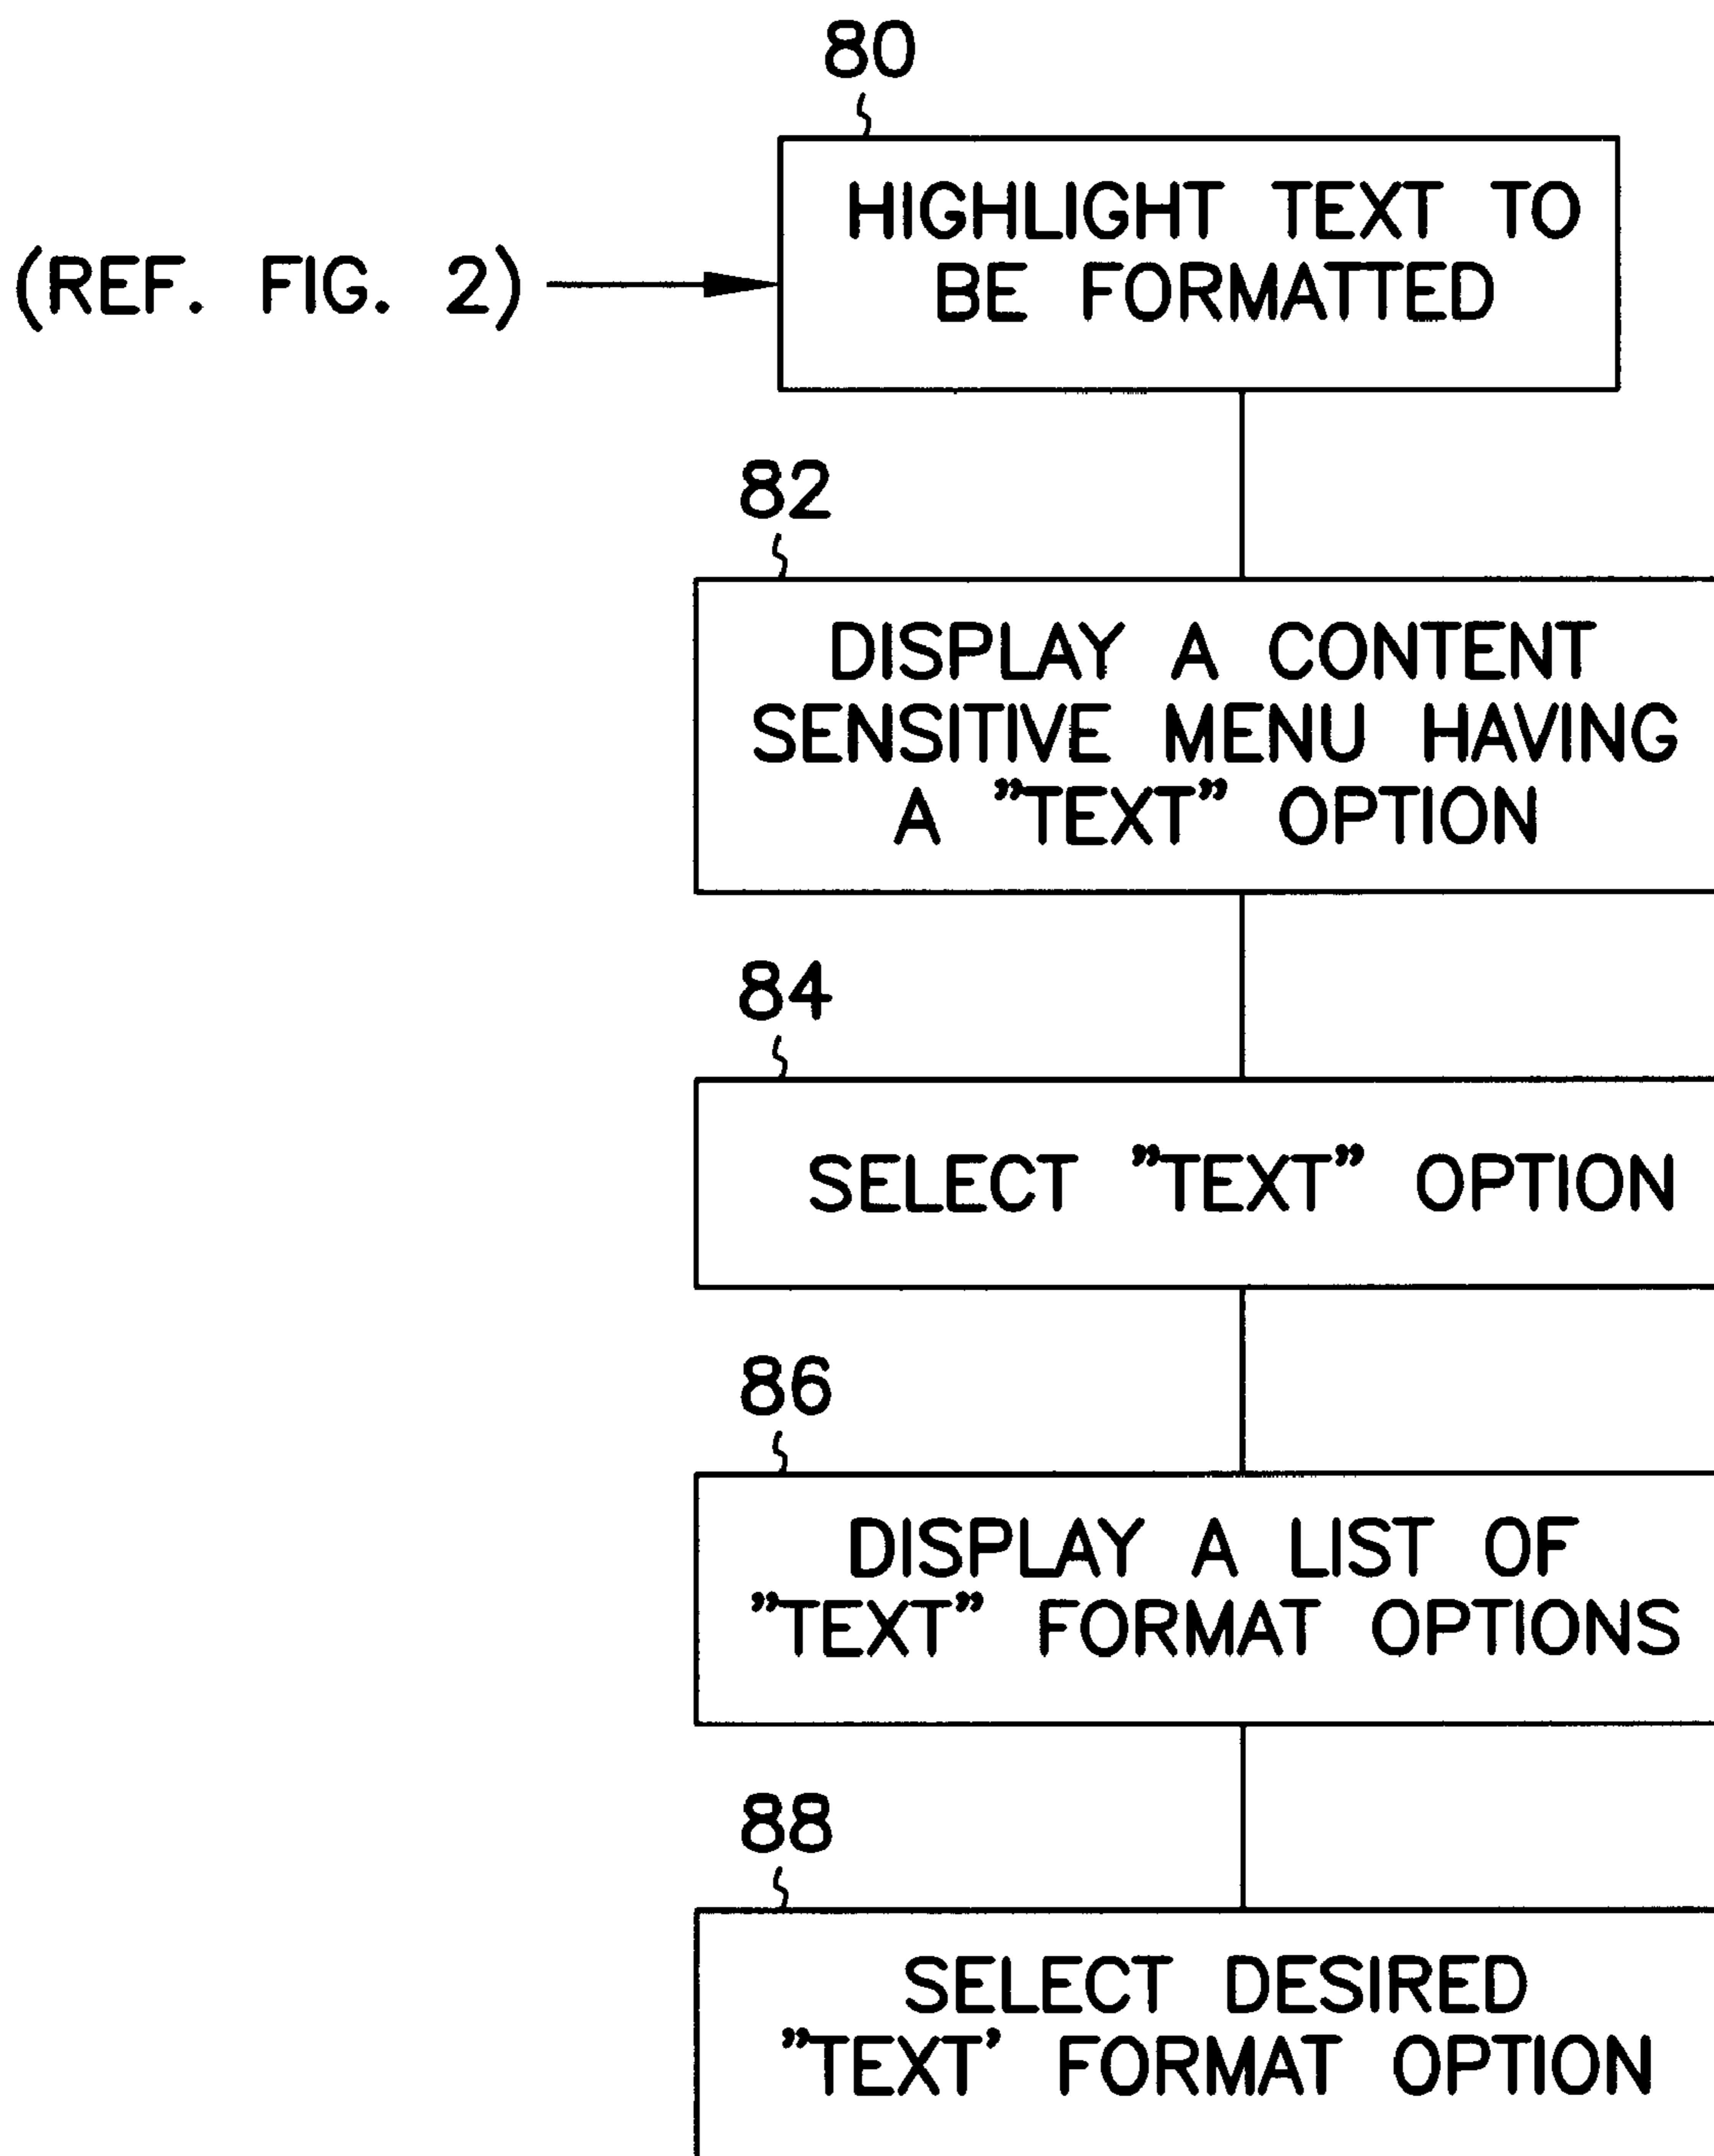 80
HIGHLIGHT TEXT TO
BE FORMATTED
(REF. FIG. 2)
82
DISPLAY A CONTENT
SENSITIVE MENU HAVING
A ”TEXT” OPTION
84
SELECT ”TEXT” OPTION
86
DISPLAY A LIST OF
”TEXT” FORMAT OPTIONS
88
SELECT DESIRED
”TEXT’ FORMAT OPTION